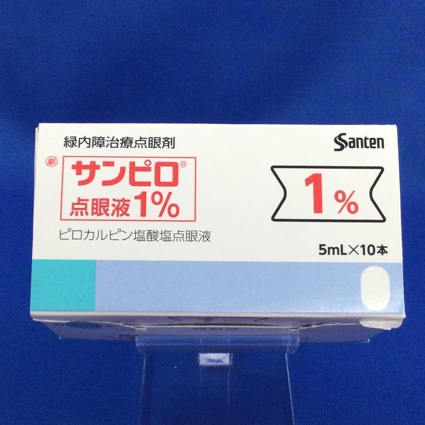 緑内障治療点眼剤
Santen
劇
サンピロ®
点眼液1%
1%
ピロカルピン塩酸塩点眼液
5mL×10本